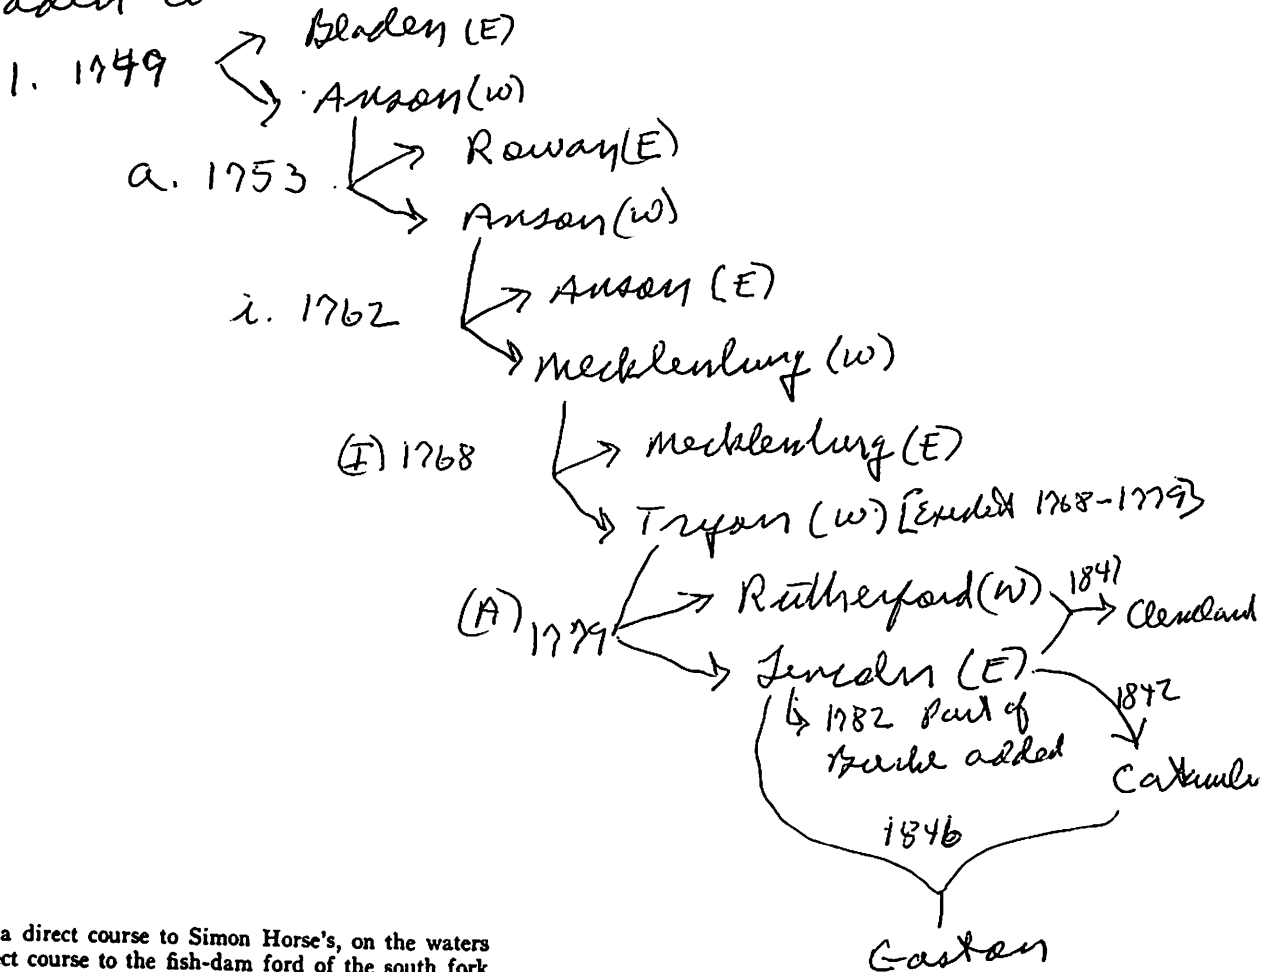 1. 1749
Bladen (E)
Anson (W)
a. 1753
Rowan (E)
Anson (W)
i. 1762
Anson (E)
Mecklenburg (W)
(I) 1768
Mecklenburg (E)
Tryon (W) [Existed 1768-1779]
(A) 1779
Rutherford (W)
1841
Cleveland
Lincoln (E)
1842
Catawba
1782 Part of
Burke added
1846
Gaston
a direct course to Simon Horse's, on the waters
ct course to the fish-dam ford of the south fork